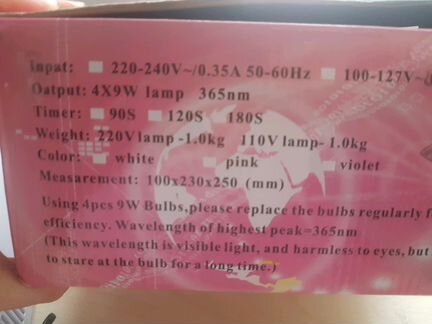 Input: 220-240V~/0.35A 50-60Hz 100-127V~/
Output: 4X9W lamp 365nm
Timer: 90S 120S 180S
Weight: 220V lamp-1.0kg 110V lamp-1.0kg
Color: white pink violet
Measarement: 100x230x250 (mm)
Using 4pcs 9W Bulbs,please replace the bulbs regularly f
efficiency. Wavelength of highest peak=365nm
(This wavelength is visible light, and harmless to eyes, but
to stare at the bulb for a long time.)